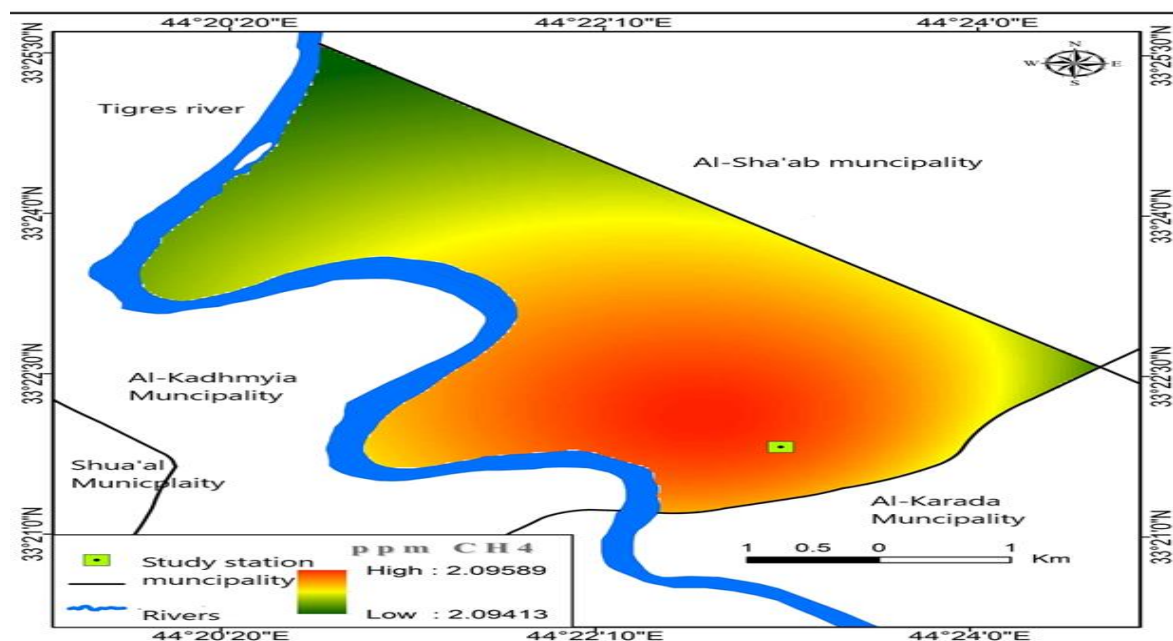 44°20'20"E 44°22'10"E 44°24'0"E
33°25'30"N 33°25'30"N
N
W E
S
Tigres river
Al-Sha'ab muncipality
33°24'0"N 33°24'0"N
33°22'30"N 33°22'30"N
Al-Kadhmyia
Muncipality
Shua'al
Municplaity
Al-Karada
Muncipality
33°21'0"N 33°21'0"N
1 0.5 0 1
Km
ppm CH4
Study station
muncipality
Rivers
High : 2.09589
Low : 2.09413
44°20'20"E 44°22'10"E 44°24'0"E